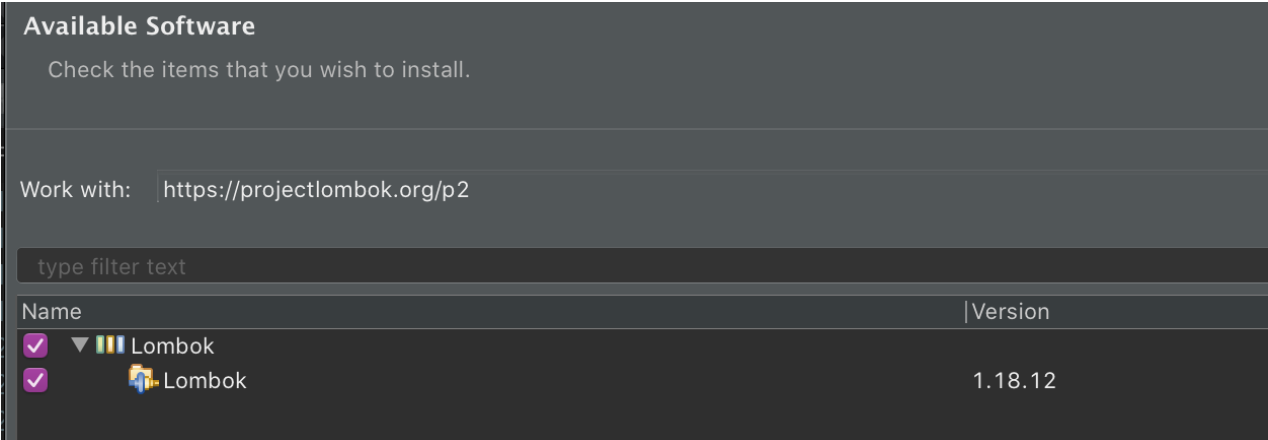 Available Software
Check the items that you wish to install.
Work with: https://projectlombok.org/p2
type filter text
Name Version
Lombok
Lombok 1.18.12